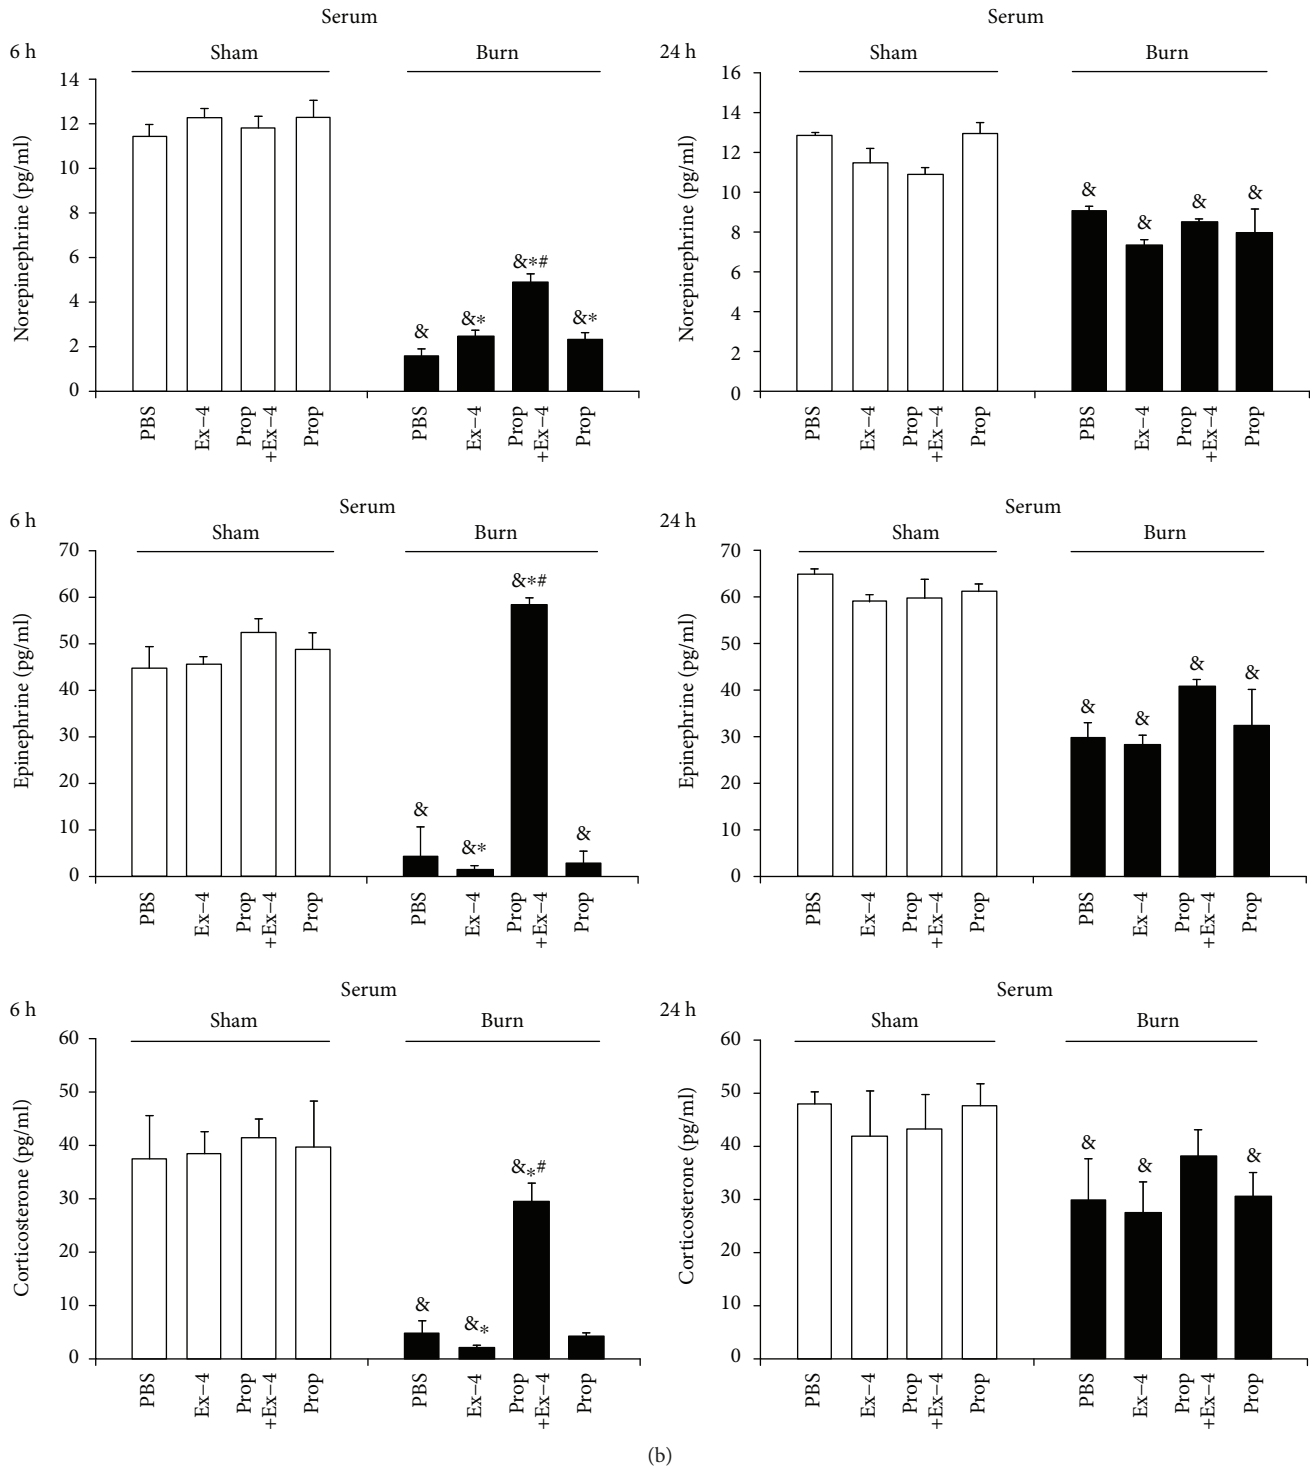 Serum
6 h
Sham
Burn
Norepinephrine (pg/ml)
14
12
10
8
6
4
2
0
&
&*
&*#
&*
PBS
Ex−4
Prop
+Ex−4
Prop
PBS
Ex−4
Prop
+Ex−4
Prop
Serum
24 h
Sham
Burn
Norepinephrine (pg/ml)
16
14
12
10
8
6
4
2
0
&
&
&
&
PBS
Ex−4
Prop
+Ex−4
Prop
PBS
Ex−4
Prop
+Ex−4
Prop
Serum
6 h
Sham
Burn
Epinephrine (pg/ml)
70
60
50
40
30
20
10
0
&
&*
&*#
&
PBS
Ex−4
Prop
+Ex−4
Prop
PBS
Ex−4
Prop
+Ex−4
Prop
Serum
24 h
Sham
Burn
Epinephrine (pg/ml)
70
60
50
40
30
20
10
0
&
&
&
&
PBS
Ex−4
Prop
+Ex−4
Prop
PBS
Ex−4
Prop
+Ex−4
Prop
Serum
6 h
Sham
Burn
Corticosterone (pg/ml)
60
50
40
30
20
10
0
&
&*
&*#
PBS
Ex−4
Prop
+Ex−4
Prop
PBS
Ex−4
Prop
+Ex−4
Prop
Serum
24 h
Sham
Burn
Corticosterone (pg/ml)
60
50
40
30
20
10
0
&
&
&
PBS
Ex−4
Prop
+Ex−4
Prop
PBS
Ex−4
Prop
+Ex−4
Prop
(b)